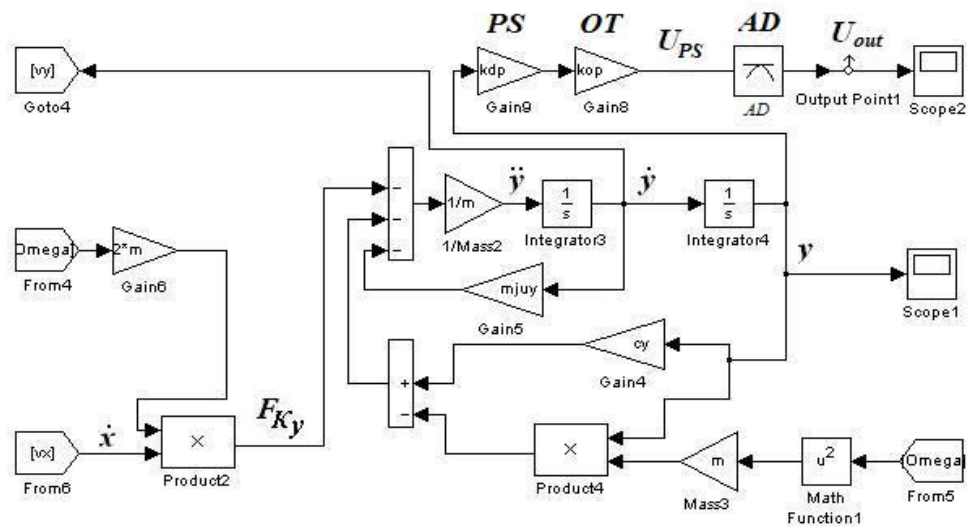 PS OT AD U_out
U_PS
[vy]
Goto4
kdp
Gain9
kop
Gain8
AD
Output Point1
Scope2
−
−
−
1/m
1/Mass2
ÿ
1
s
Integrator3
ẏ
1
s
Integrator4
y
Scope1
Omega]
From4
2*m
Gain6
mjuy
Gain5
cy
Gain4
+
−
F_Ky
ẋ
[vx]
From6
×
Product2
×
Product4
m
Mass3
u²
Math
Function1
[Omega]
From5